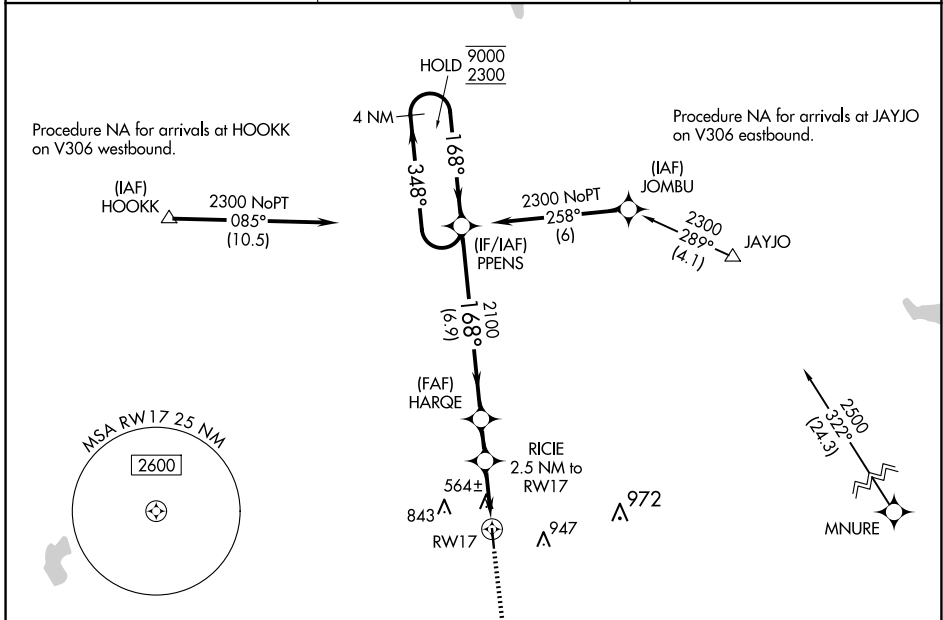 HOLD 9000
2300
4 NM
168°
348°
Procedure NA for arrivals at HOOKK
on V306 westbound.
Procedure NA for arrivals at JAYJO
on V306 eastbound.
(IAF)
HOOKK
2300 NoPT
085°
(10.5)
(IAF)
JOMBU
2300 NoPT
258°
(6)
2300
289°
(4.1)
JAYJO
(IF/IAF)
PPENS
2100
168°
(6.9)
(FAF)
HARQE
RICIE
2.5 NM to
RW17
564±
843
RW17
947
972
2500
322°
(24.3)
MNURE
MSA RW17 25 NM
2600